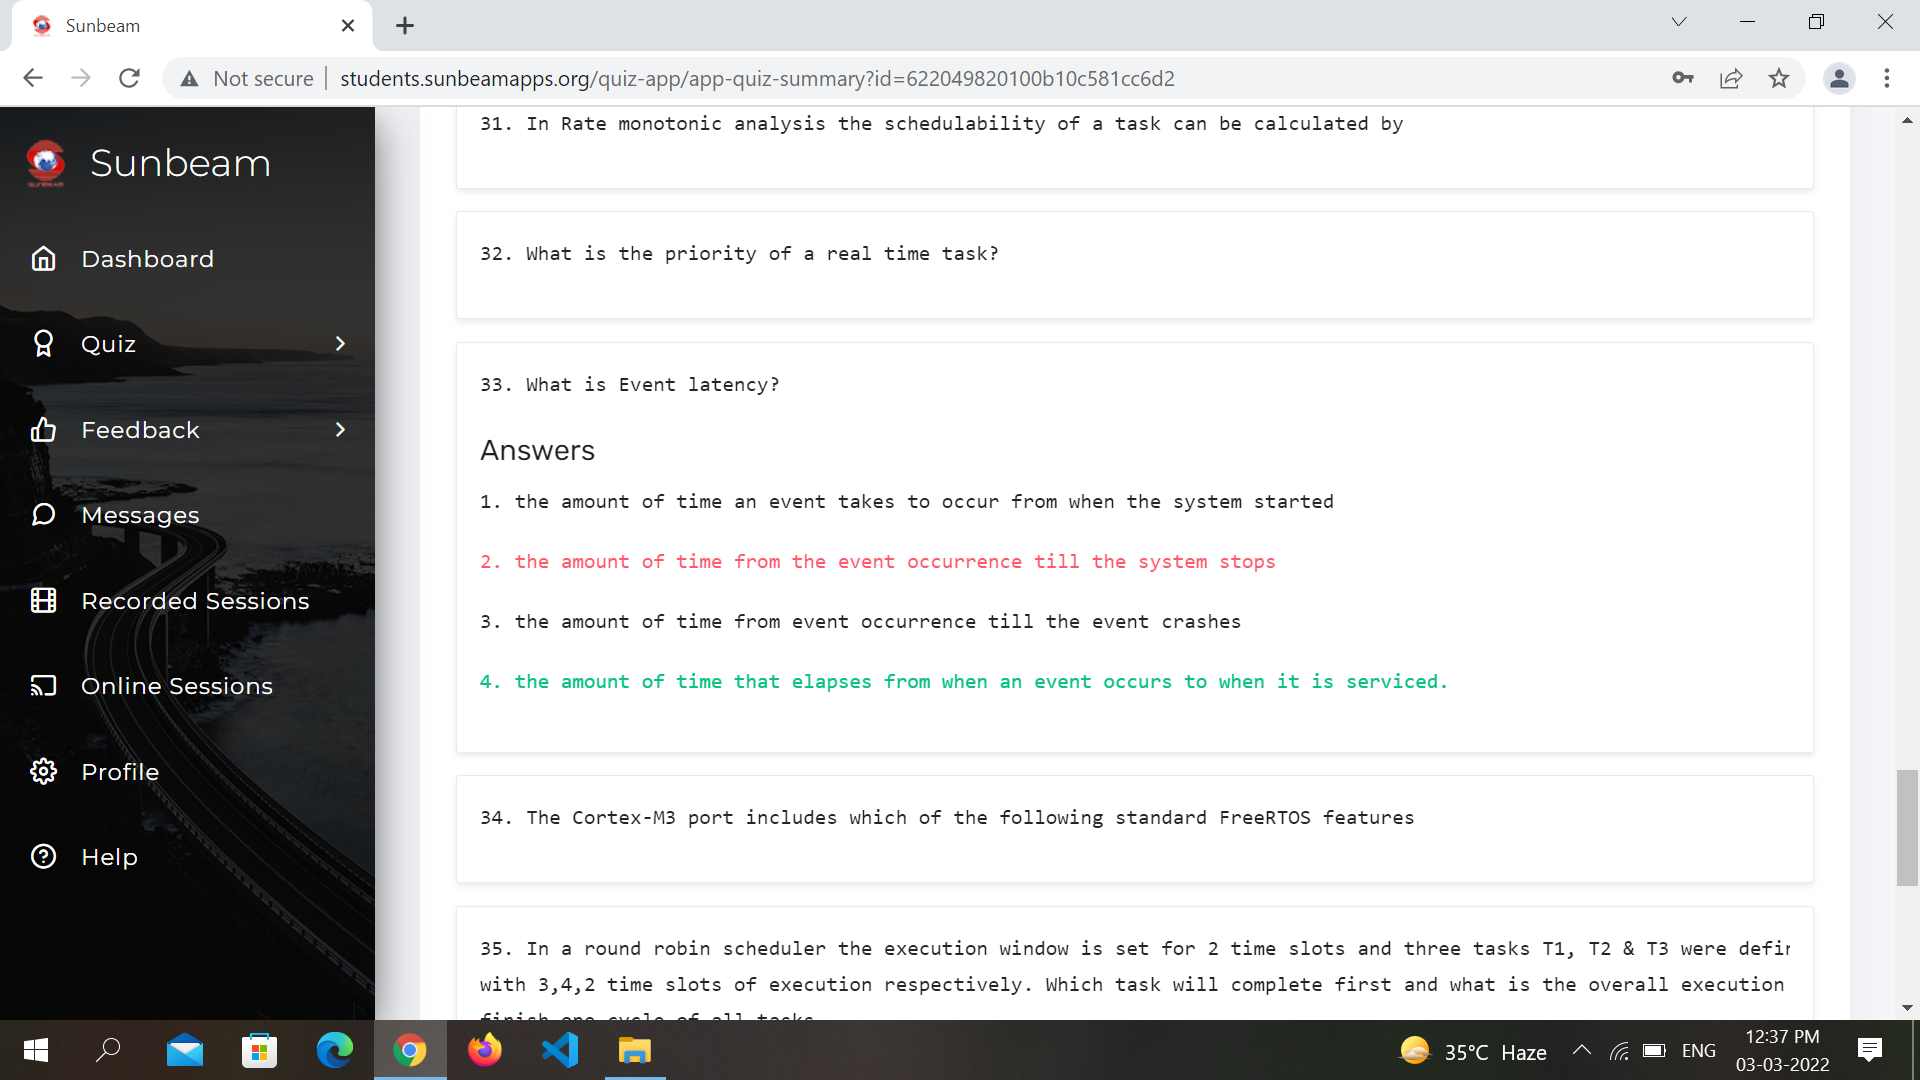 Sunbeam
Not secure
students.sunbeamapps.org/quiz-app/app-quiz-summary?id=622049820100b10c581cc6d2
SUNBEAM
Sunbeam
Dashboard
Quiz
Feedback
Messages
Recorded Sessions
Online Sessions
Profile
Help
31. In Rate monotonic analysis the schedulability of a task can be calculated by
32. What is the priority of a real time task?
33. What is Event latency?
Answers
1. the amount of time an event takes to occur from when the system started
2. the amount of time from the event occurrence till the system stops
3. the amount of time from event occurrence till the event crashes
4. the amount of time that elapses from when an event occurs to when it is serviced.
34. The Cortex-M3 port includes which of the following standard FreeRTOS features
35. In a round robin scheduler the execution window is set for 2 time slots and three tasks T1, T2 & T3 were defin
with 3,4,2 time slots of execution respectively. Which task will complete first and what is the overall execution
finish one cycle of all tasks
35°C Haze
ENG
12:37 PM
03-03-2022